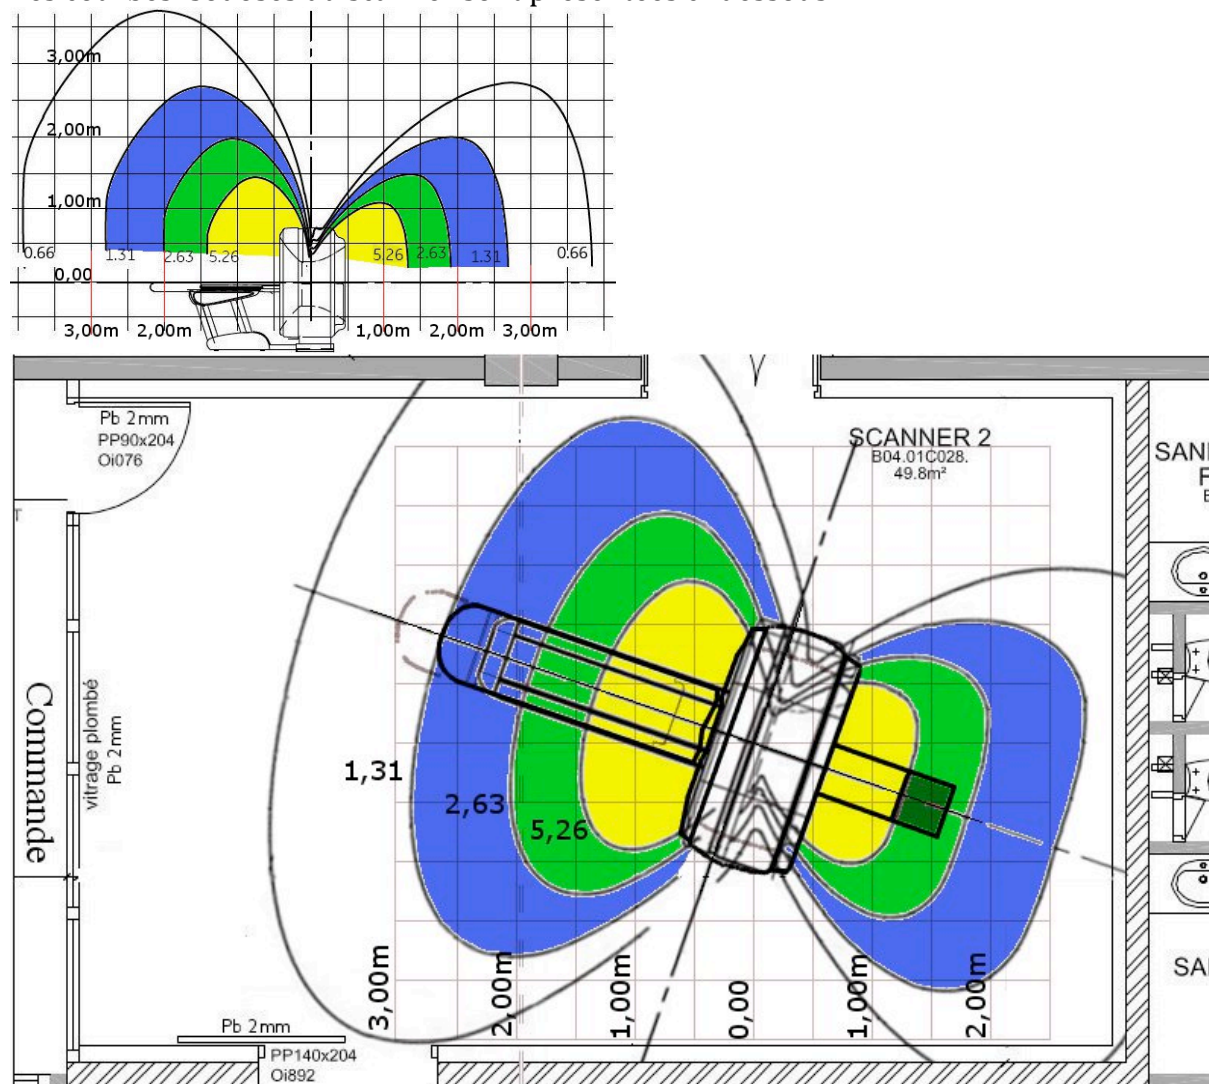 3,00m
2,00m
1,00m
0.66
1.31
2.63
5.26
5.26
2.63
1.31
0.66
0,00
3,00m 2,00m 1,00m 2,00m 3,00m
Pb 2mm
PP90x204
Oi076
SCANNER 2
B04.01C028.
49.8m²
T
Commande
vitrage plombé
Pb 2mm
1,31
2,63
5,26
3,00m
2,00m
1,00m
0,00
1,00m
2,00m
Pb 2mm
PP140x204
Oi892